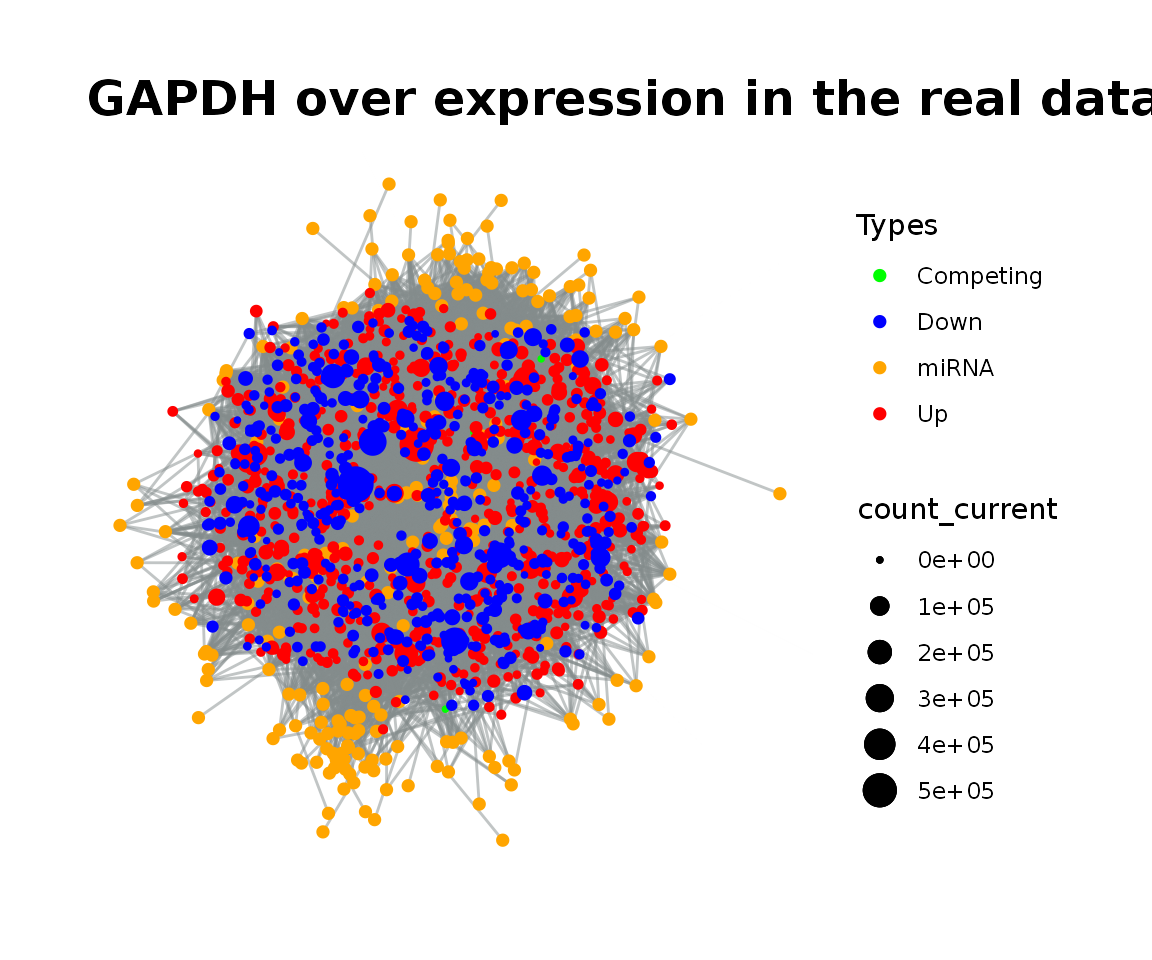 GAPDH over expression in the real data
Types
Competing
Down
miRNA
Up
count_current
0e+00
1e+05
2e+05
3e+05
4e+05
5e+05